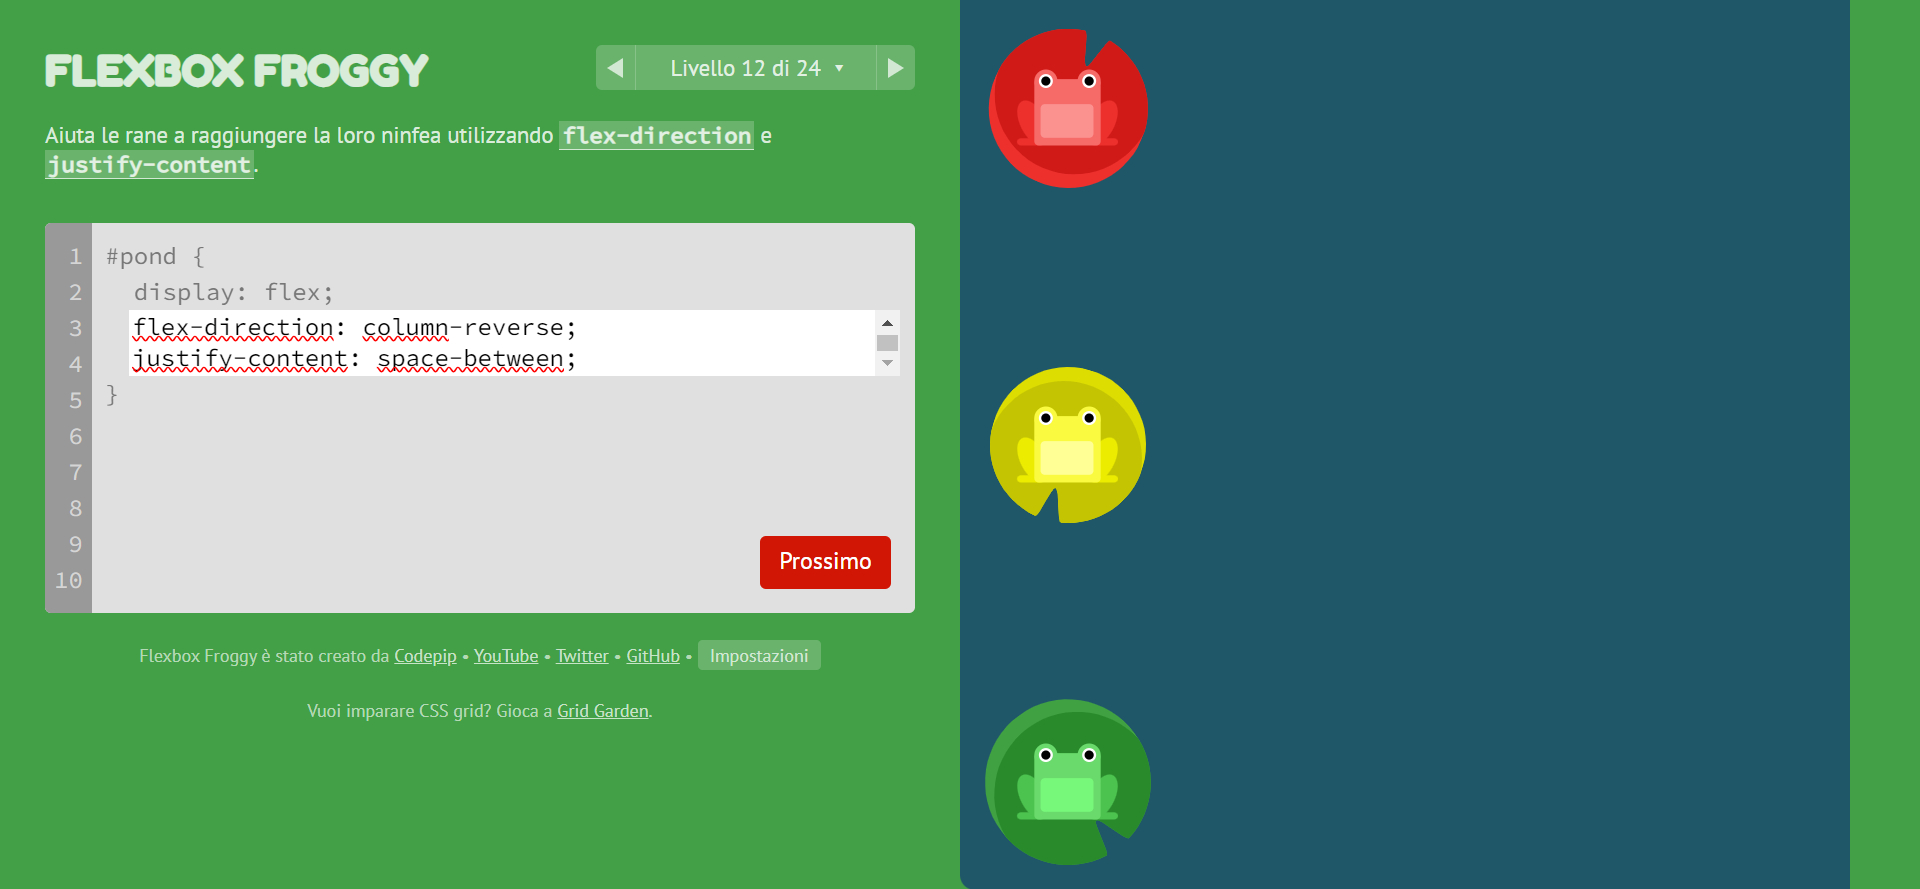 FLEXBOX FROGGY
Livello 12 di 24
Aiuta le rane a raggiungere la loro ninfea utilizzando flex-direction e
justify-content.
1 #pond {
2 display: flex;
3 flex-direction: column-reverse;
4 justify-content: space-between;
5 }
6
7
8
9
10
Prossimo
Flexbox Froggy è stato creato da Codepip • YouTube • Twitter • GitHub • Impostazioni
Vuoi imparare CSS grid? Gioca a Grid Garden.